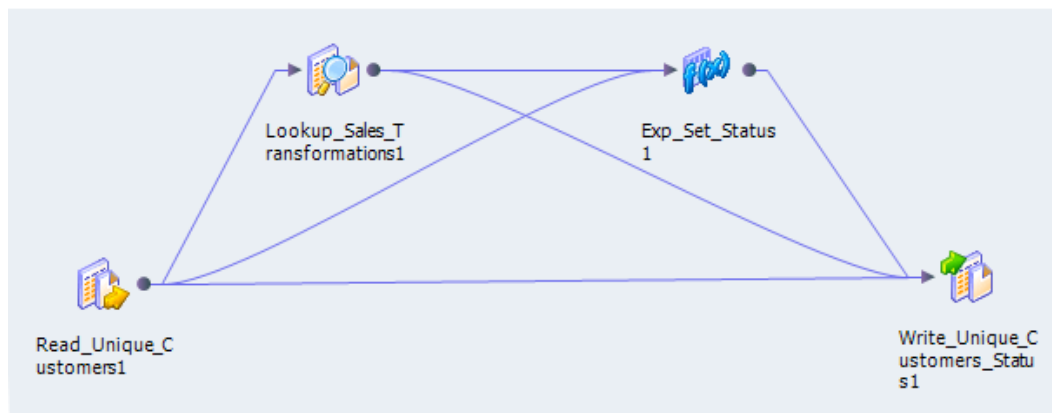 Lookup_Sales_T
ransformations1
f(x)
Exp_Set_Status
1
Read_Unique_C
ustomers1
Write_Unique_C
ustomers_Statu
s1